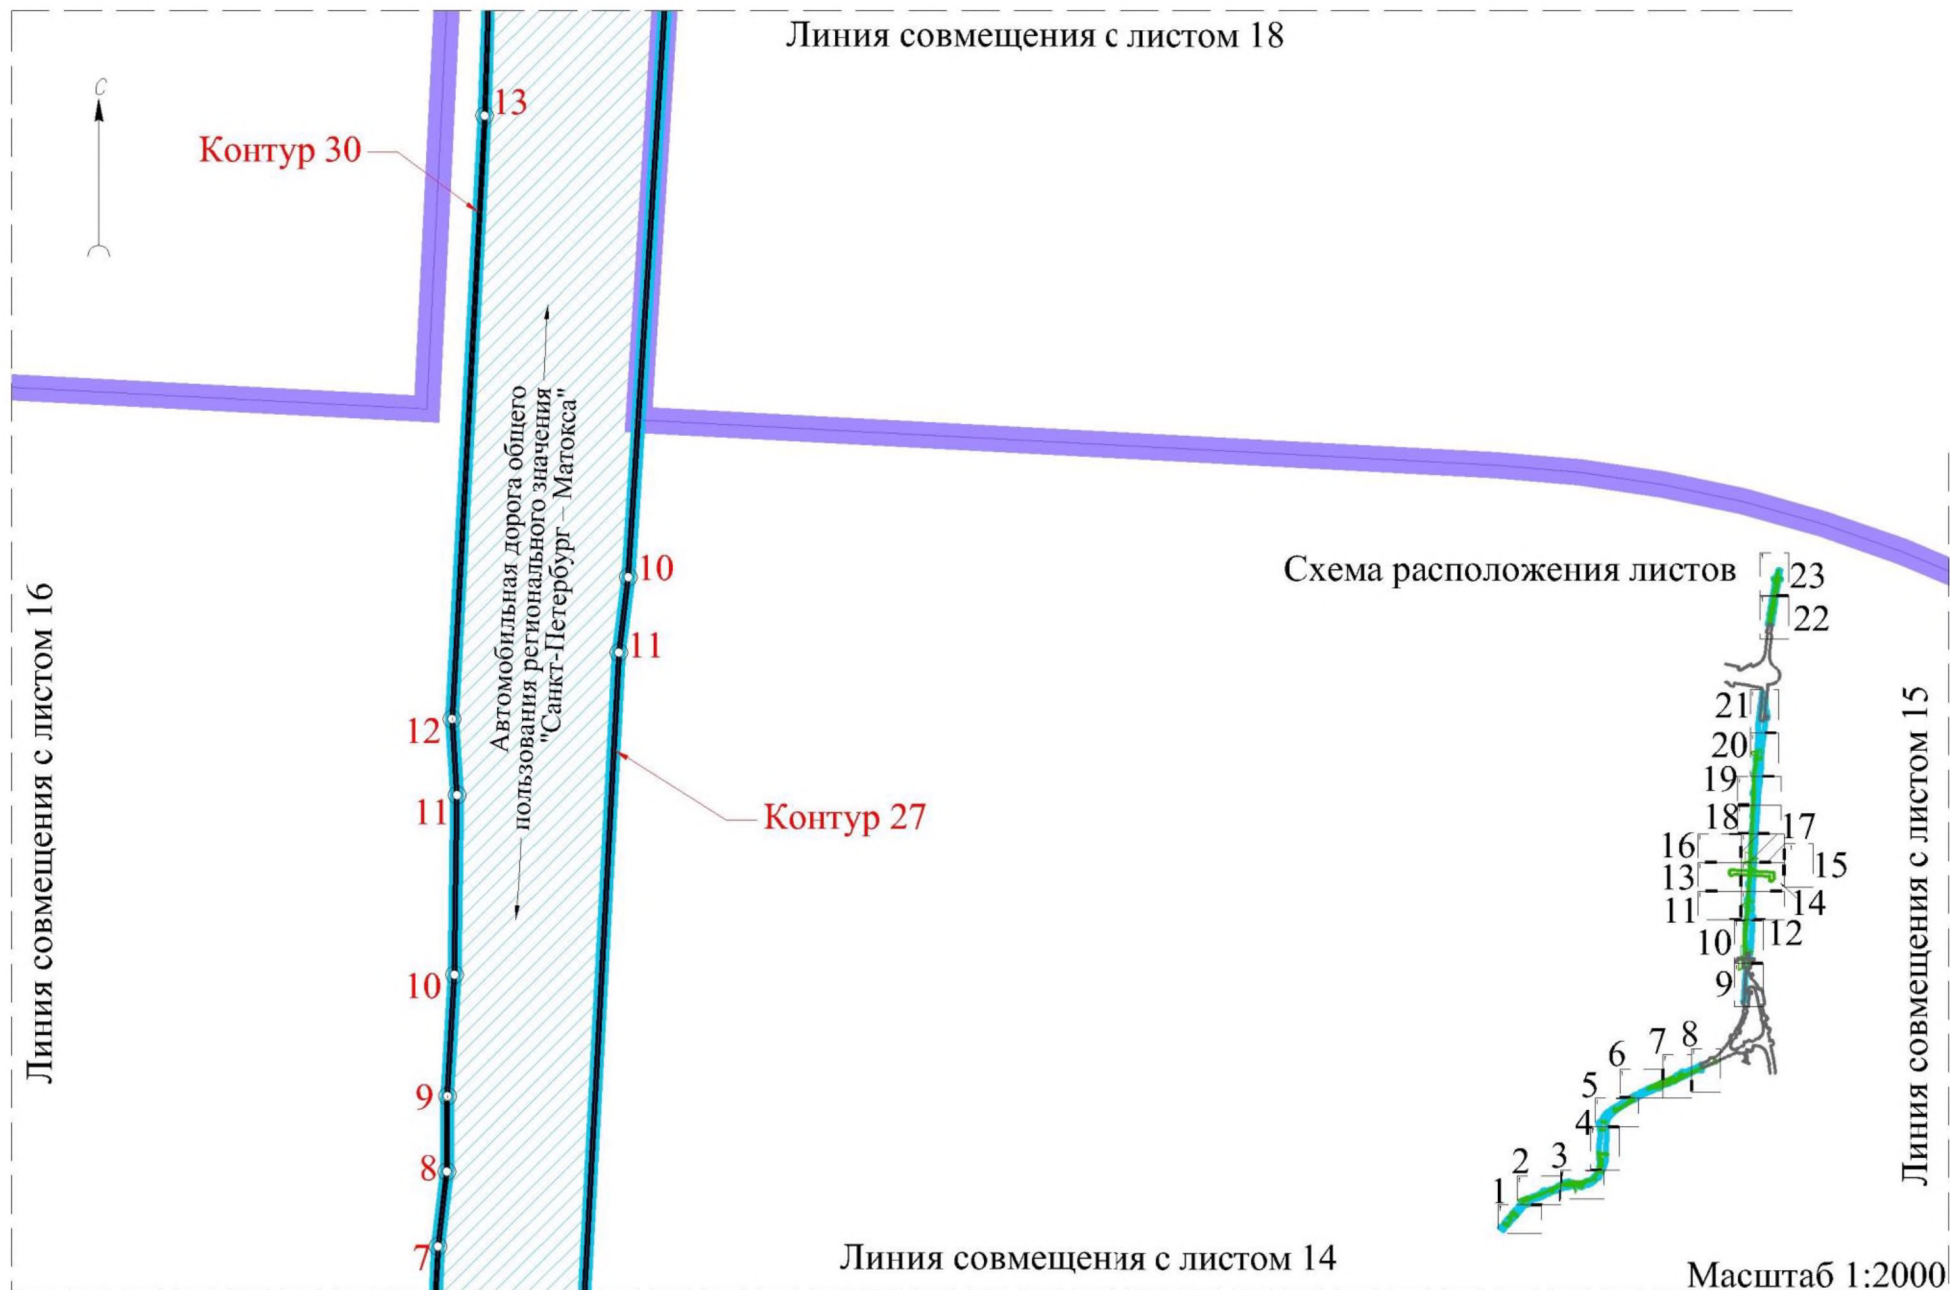 Линия совмещения с листом 18
С
13
Контур 30
Автомобильная дорога общего
пользования регионального значения
"Санкт-Петербург – Матокса"
10
11
12
11
Контур 27
10
9
8
7
Линия совмещения с листом 16
Схема расположения листов
23
22
21
20
19
18
17
16
15
13
14
11
12
10
9
8
7
6
5
4
3
2
1
Линия совмещения с листом 15
Линия совмещения с листом 14
Масштаб 1:2000